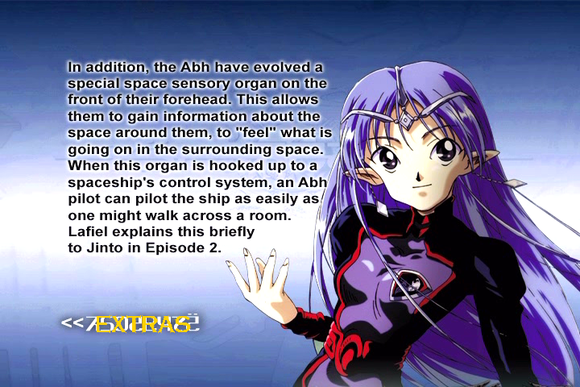 In addition, the Abh have evolved a
special space sensory organ on the
front of their forehead. This allows
them to gain information about the
space around them, to "feel" what is
going on in the surrounding space.
When this organ is hooked up to a
spaceship's control system, an Abh
pilot can pilot the ship as easily as
one might walk across a room.
Lafiel explains this briefly
to Jinto in Episode 2.
<< EXTRAS